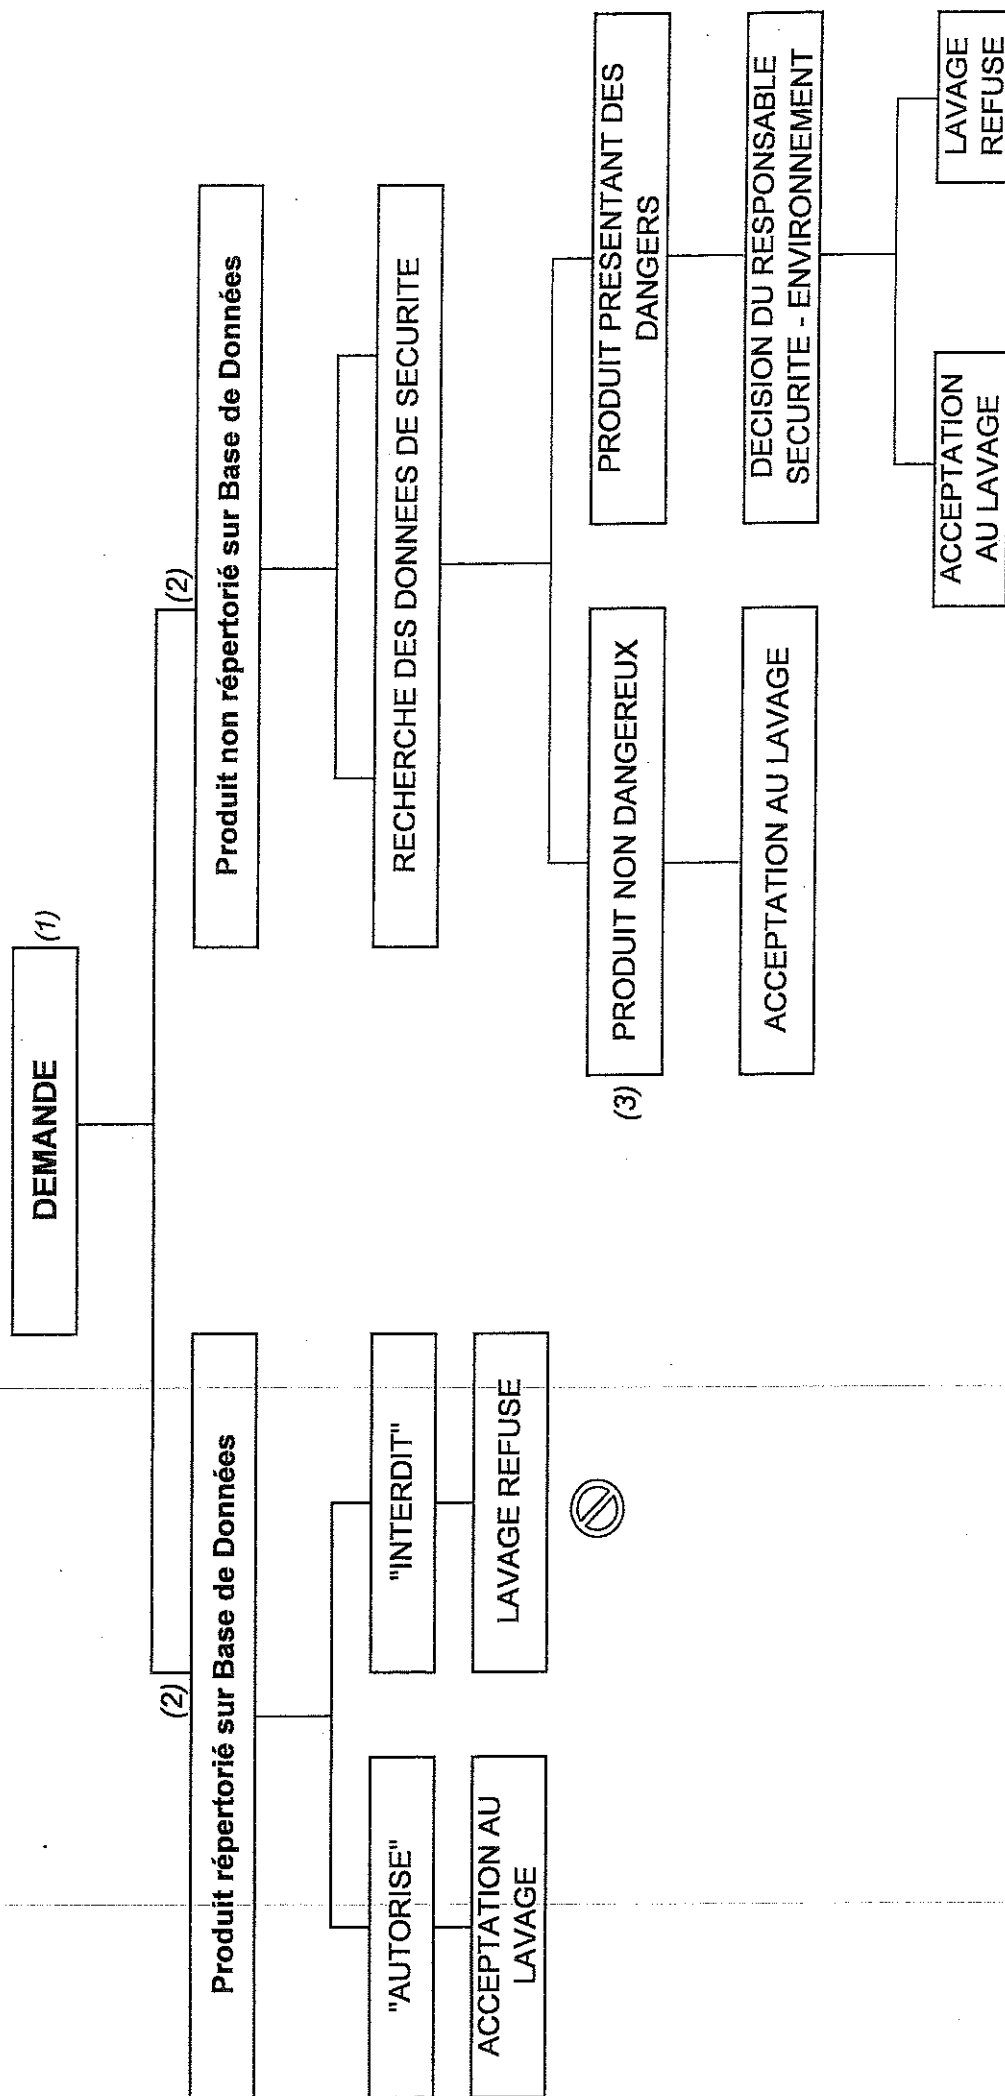 DEMANDE
(1)
(2)
Produit répertorié sur Base de Données
(2)
Produit non répertorié sur Base de Données
"AUTORISE"
"INTERDIT"
RECHERCHE DES DONNEES DE SECURITE
ACCEPTATION AU
LAVAGE
LAVAGE REFUSE
(3)
PRODUIT NON DANGEREUX
PRODUIT PRESENTANT DES
DANGERS
ACCEPTATION AU LAVAGE
DECISION DU RESPONSABLE
SECURITE - ENVIRONNEMENT
ACCEPTATION
AU LAVAGE
LAVAGE
REFUSE